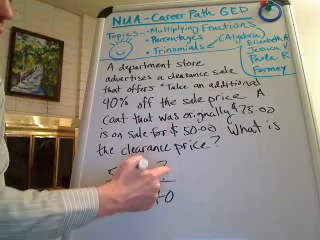 NUA - Career Path GED
Topics... • Multiplying Fractions
• Percentages
• Trinomials (Algebra)
Elizabeth A
Jessica V
Paola R
A department store
advertises a clearance sale
that offers "Take an additional
40% off the sale price A
coat that was originally $75.00
is on sale for $50.00 What is
the clearance price?